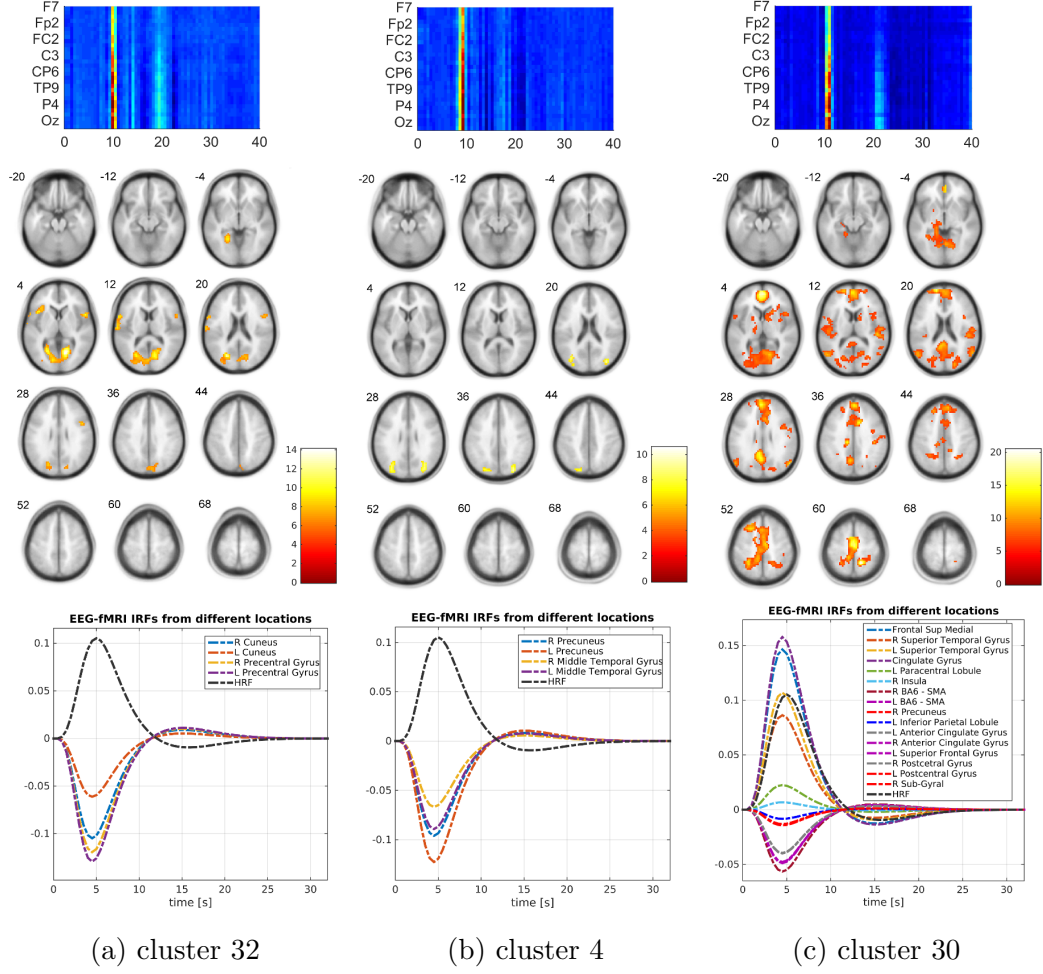 F7
Fp2
FC2
C3
CP6
TP9
P4
Oz
0 10 20 30 40
-20 -12 -4
4 12 20
28 36 44
52 60 68
14
12
10
8
6
4
2
0
EEG-fMRI IRFs from different locations
R Cuneus
L Cuneus
R Precentral Gyrus
L Precentral Gyrus
HRF
0.1
0.05
0
-0.05
-0.1
0 5 10 15 20 25 30
time [s]
(a) cluster 32
F7
Fp2
FC2
C3
CP6
TP9
P4
Oz
0 10 20 30 40
-20 -12 -4
4 12 20
28 36 44
52 60 68
10
8
6
4
2
0
EEG-fMRI IRFs from different locations
R Precuneus
L Precuneus
R Middle Temporal Gyrus
L Middle Temporal Gyrus
HRF
0.1
0.05
0
-0.05
-0.1
0 5 10 15 20 25 30
time [s]
(b) cluster 4
F7
Fp2
FC2
C3
CP6
TP9
P4
Oz
0 10 20 30 40
-20 -12 -4
4 12 20
28 36 44
52 60 68
20
15
10
5
0
EEG-fMRI IRFs from different locations
Frontal Sup Medial
R Superior Temporal Gyrus
L Superior Temporal Gyrus
Cingulate Gyrus
L Paracentral Lobule
R Insula
R BA6 - SMA
L BA6 - SMA
R Precuneus
L Inferior Parietal Lobule
L Anterior Cingulate Gyrus
R Anterior Cingulate Gyrus
L Superior Frontal Gyrus
R Postcetral Gyrus
L Postcentral Gyrus
R Sub-Gyral
HRF
0.15
0.1
0.05
0
-0.05
0 5 10 15 20 25 30
time [s]
(c) cluster 30